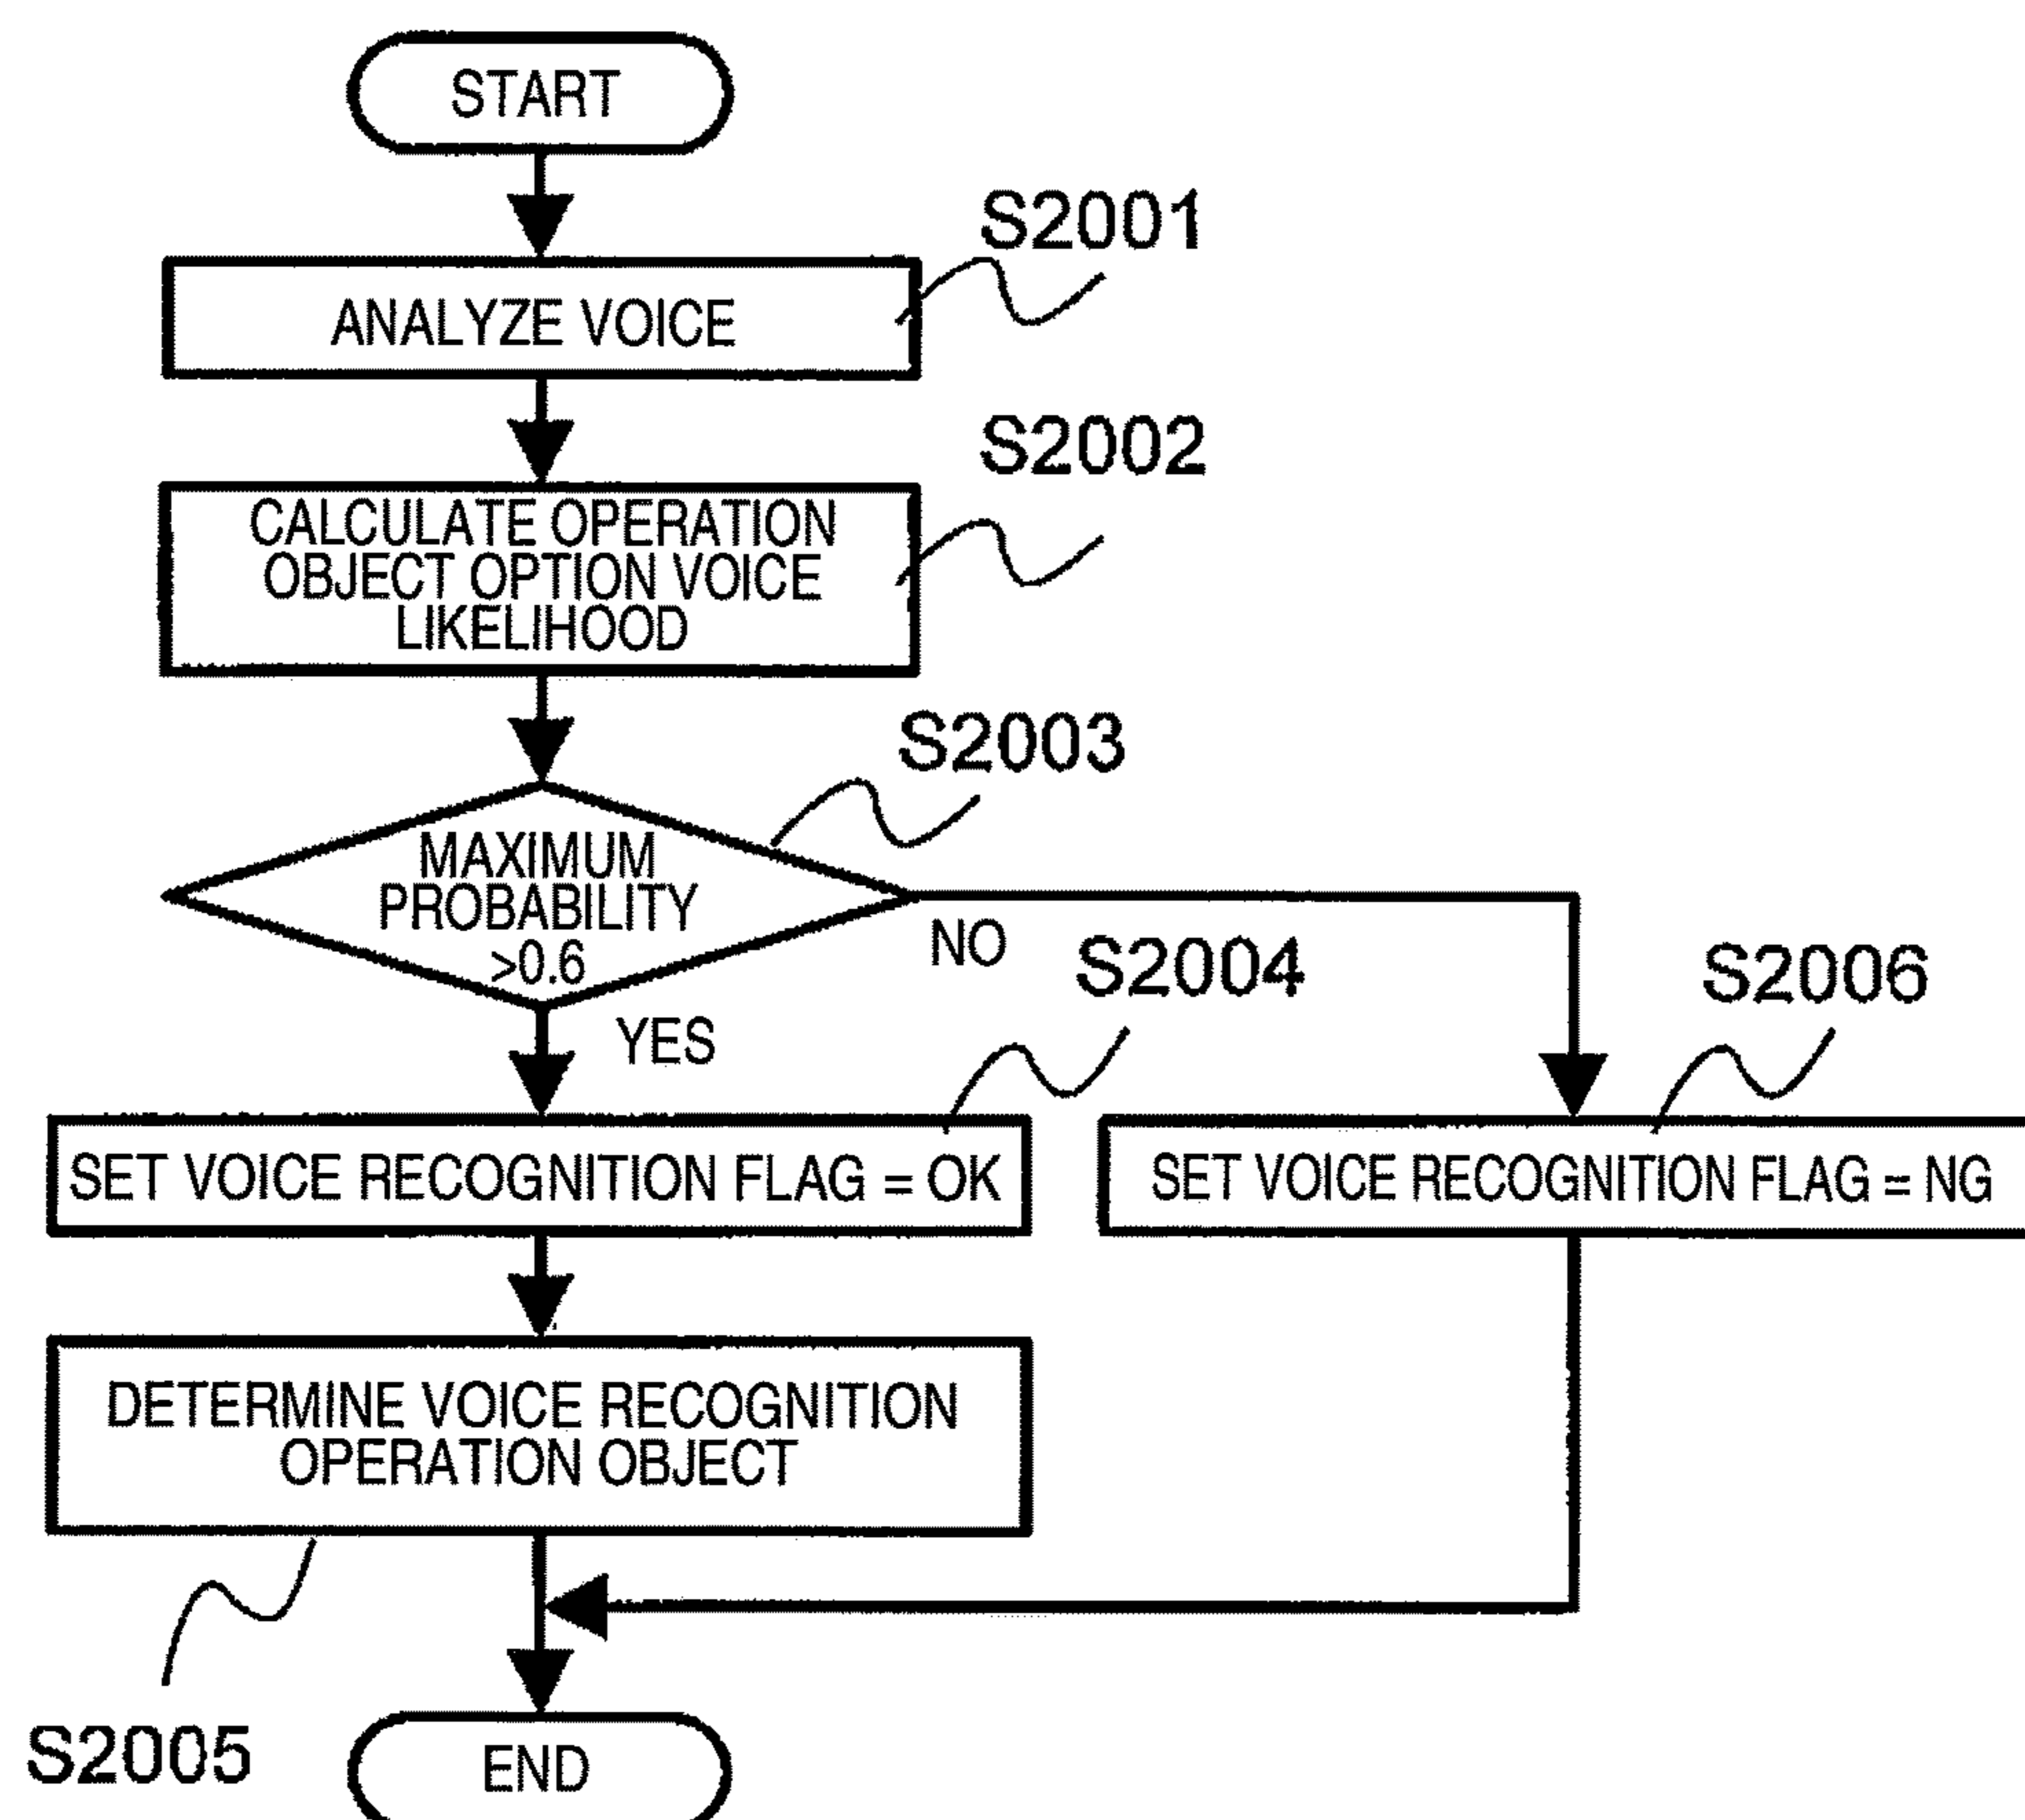 START
S2001
ANALYZE VOICE
S2002
CALCULATE OPERATION
OBJECT OPTION VOICE
LIKELIHOOD
S2003
MAXIMUM
PROBABILITY
>0.6
NO
YES
S2004
S2006
SET VOICE RECOGNITION FLAG = OK
SET VOICE RECOGNITION FLAG = NG
DETERMINE VOICE RECOGNITION
OPERATION OBJECT
S2005
END